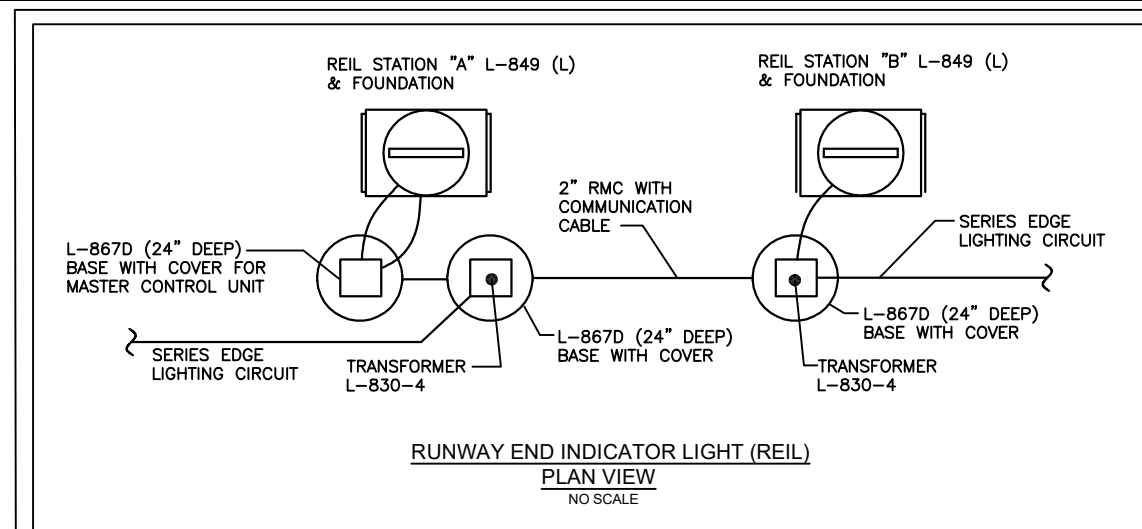 REIL STATION "A" L-849 (L)
& FOUNDATION
REIL STATION "B" L-849 (L)
& FOUNDATION
2" RMC WITH
COMMUNICATION
CABLE
SERIES EDGE
LIGHTING CIRCUIT
L-867D (24" DEEP)
BASE WITH COVER FOR
MASTER CONTROL UNIT
L-867D (24" DEEP)
BASE WITH COVER
L-867D (24" DEEP)
BASE WITH COVER
SERIES EDGE
LIGHTING CIRCUIT
TRANSFORMER
L-830-4
TRANSFORMER
L-830-4
RUNWAY END INDICATOR LIGHT (REIL)
PLAN VIEW
NO SCALE